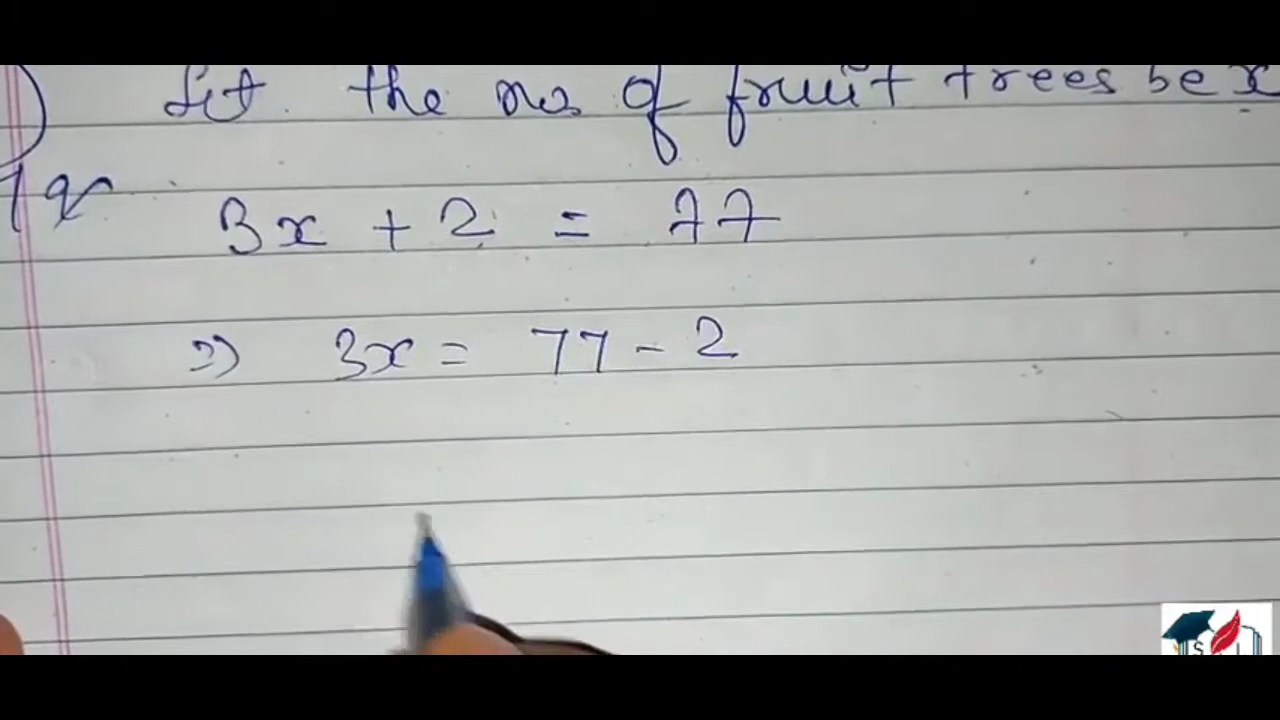 ) Let the no of fruit trees be x
3x + 2 = 77
⇒ 3x = 77 - 2
S L